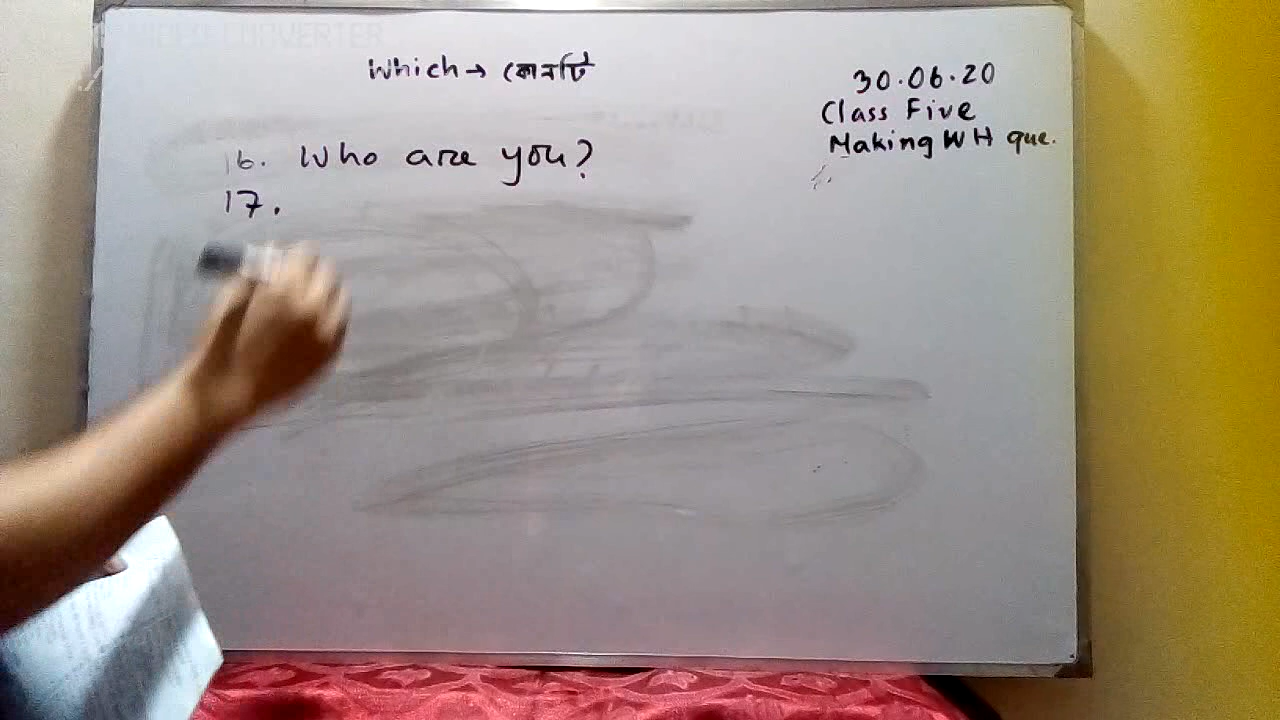 Which → কোনটি
30.06.20
Class Five
Making WH que.
16. Who are you?
17.